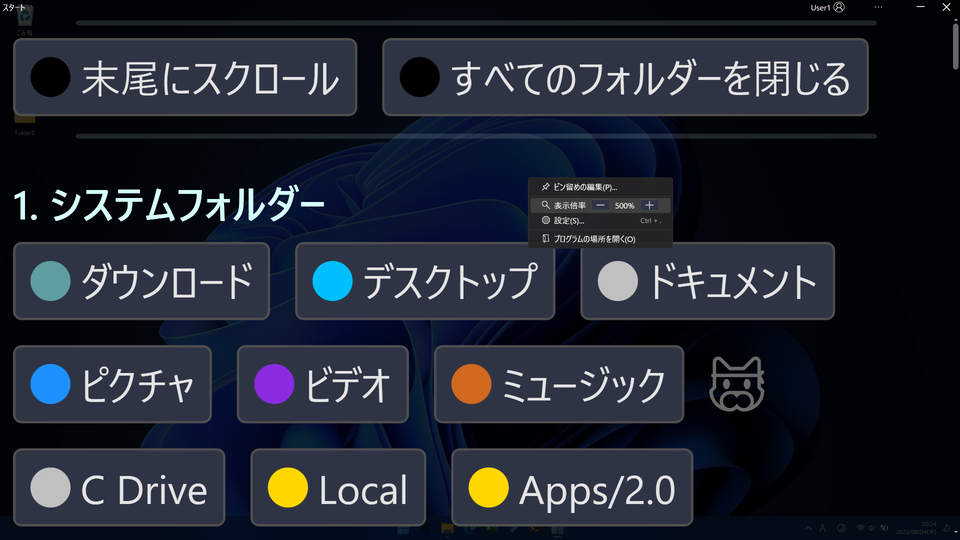 スタート
User1
ごみ箱
末尾にスクロール
すべてのフォルダーを閉じる
ピン留めの編集(P)...
表示倍率 500%
設定(S)... Ctrl + ,
プログラムの場所を開く(O)
1. システムフォルダー
ダウンロード
デスクトップ
ドキュメント
ピクチャ
ビデオ
ミュージック
C Drive
Local
Apps/2.0